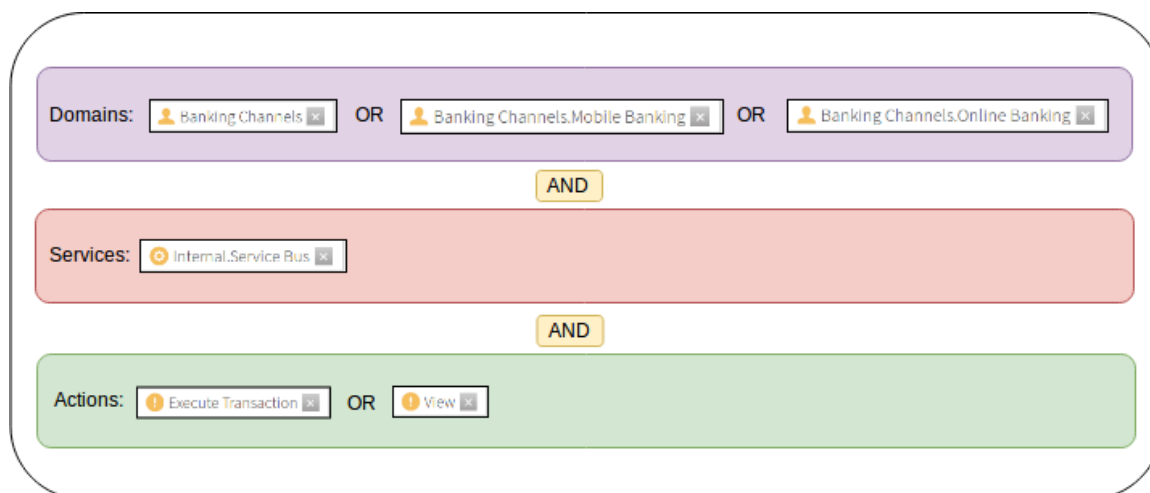 Domains: Banking Channels OR Banking Channels.Mobile Banking OR Banking Channels.Online Banking
AND
Services: Internal.Service Bus
AND
Actions: Execute Transaction OR View